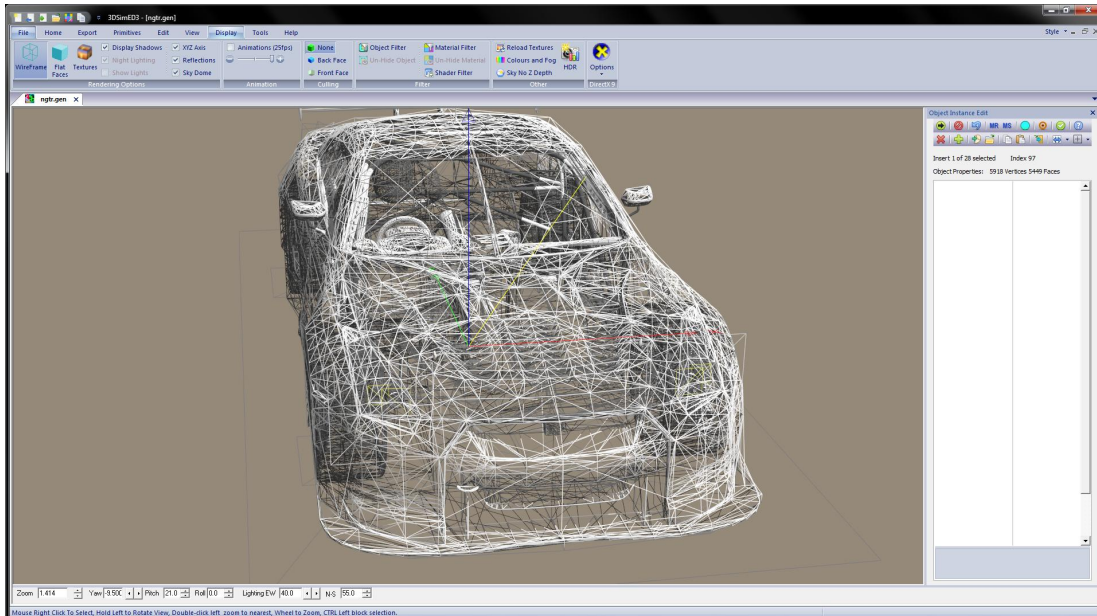 3DSimED3 - [ngtr.gen]
File Home Export Primitives Edit View Display Tools Help Style
WireFrame Flat Faces Textures
Display Shadows XYZ Axis
Night Lighting Reflections
Show Lights Sky Dome
Rendering Options
Animations (25fps)
Animation
None
Back Face
Front Face
Culling
Object Filter Material Filter
Un-Hide Object Un-Hide Material
Shader Filter
Filter
Reload Textures
Colours and Fog
Sky No Z Depth
HDR
Other
Options
DirectX 9
ngtr.gen x
Object Instance Edit
MR MS
Insert 1 of 28 selected Index 97
Object Properties: 5918 Vertices 5449 Faces
Zoom 1.414 Yaw -9.50 Pitch 21.0 Roll 0.0 Lighting EW 40.0 N-S 55.0
Mouse Right Click To Select, Hold Left to Rotate View, Double-click left zoom to nearest, Wheel to Zoom, CTRL Left block selection.